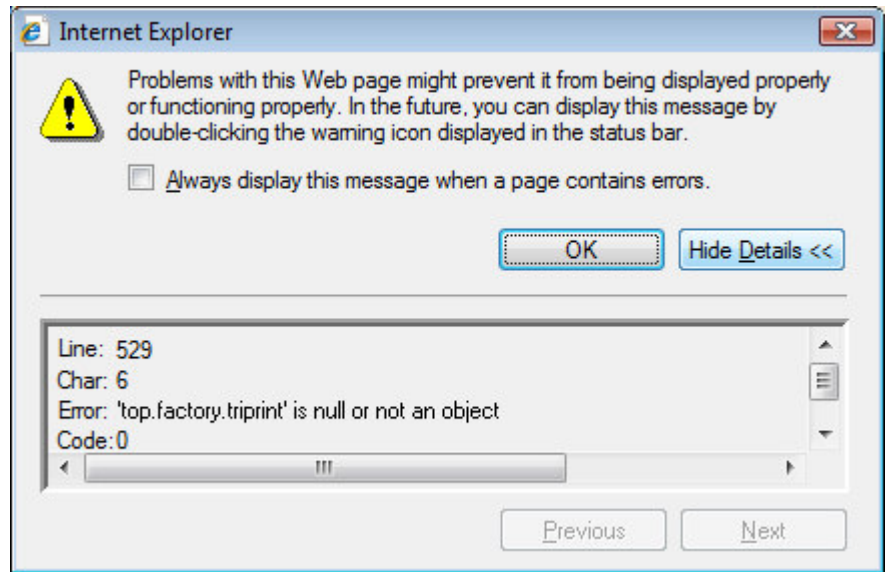 Internet Explorer
Problems with this Web page might prevent it from being displayed properly
or functioning properly. In the future, you can display this message by
double-clicking the warning icon displayed in the status bar.
Always display this message when a page contains errors.
OK
Hide Details <<
Line: 529
Char: 6
Error: 'top.factory.triprint' is null or not an object
Code:0
Previous
Next